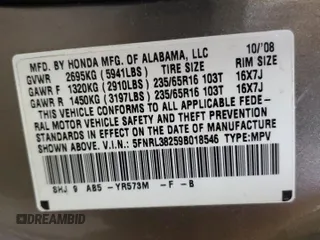 MFD. BY HONDA MFG. OF ALABAMA, LLC 10/'08
GVWR 2695KG (5941LBS) TIRE SIZE RIM SIZE
GAWR F 1320KG (2910LBS) 235/65R16 103T 16X7J
GAWR R 1450KG (3197LBS) 235/65R16 103T 16X7J
THIS VEHICLE CONFORMS TO ALL APPLICABLE FEDE-
RAL MOTOR VEHICLE SAFETY AND THEFT PREVENTION
STANDARDS IN EFFECT ON THE DATE OF MANUFACTURE
SHOWN ABOVE. V.I.N.: 5FNRL38259B018546 TYPE:MPV
SHJ 9 AB5 -YR573M -F -B
DREAMBID